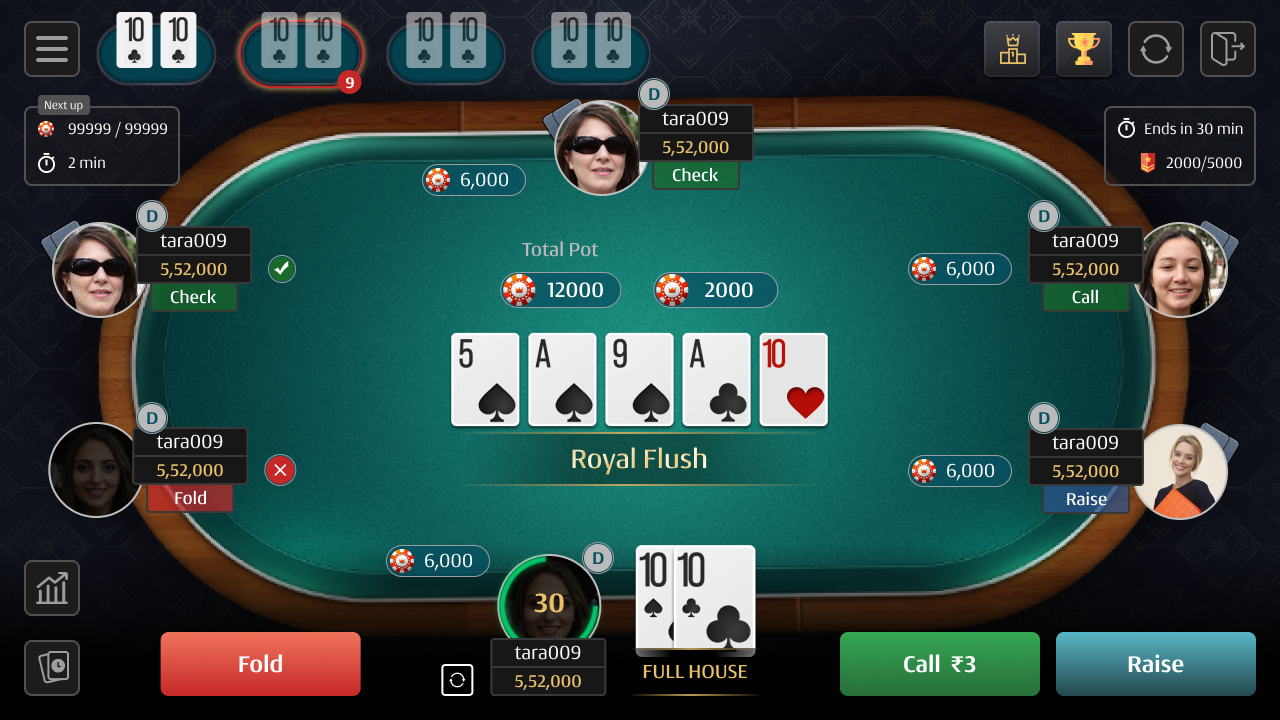 10 10
10 10
10 10
10 10
9
Next up
99999 / 99999
2 min
Ends in 30 min
2000/5000
D
tara009
5,52,000
Check
6,000
D
tara009
5,52,000
Check
D
tara009
5,52,000
Call
6,000
Total Pot
12000
2000
5 A 9 A 10
Royal Flush
D
tara009
5,52,000
Fold
D
tara009
5,52,000
Raise
6,000
6,000
D
30
tara009
5,52,000
10 10
FULL HOUSE
Fold
Call ₹3
Raise